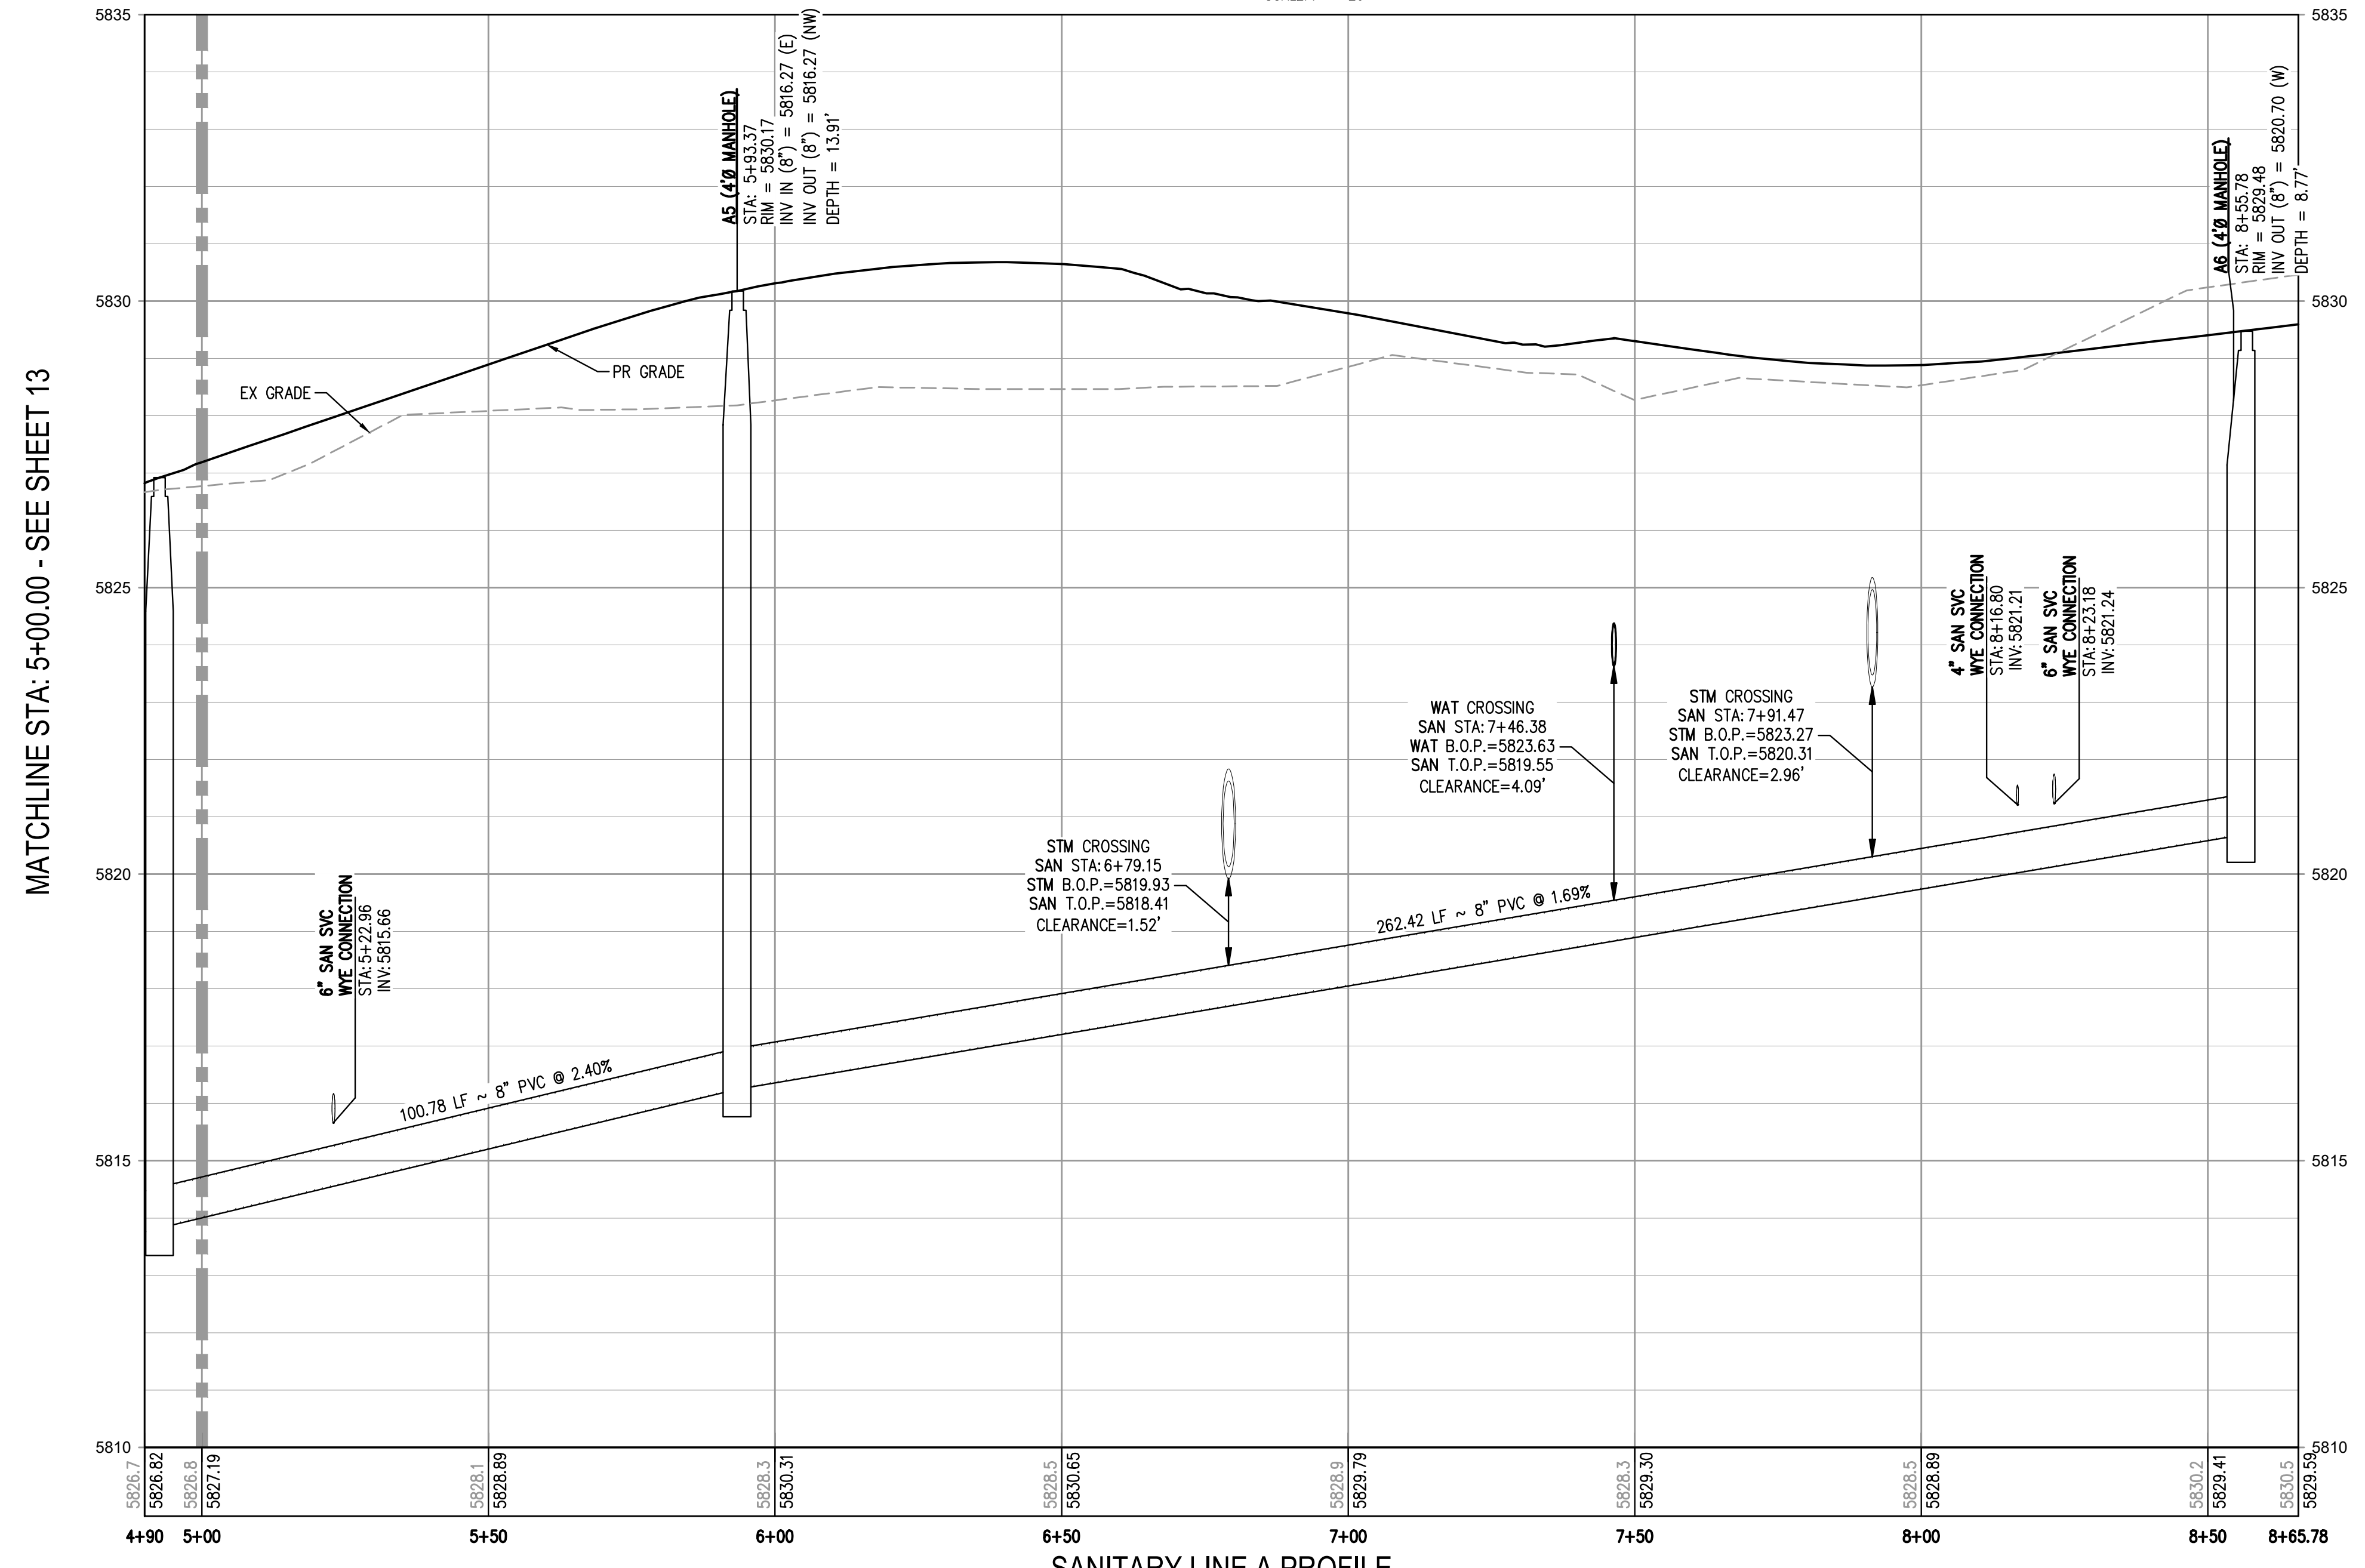 5835
5835
5830
5830
5825
5825
5820
5820
5815
5815
5810
5810
MATCHLINE STA: 5+00.00 - SEE SHEET 13
A5 (4'Ø MANHOLE)
STA: 5+93.37
RIM = 5830.17
INV IN (8") = 5816.27 (E)
INV OUT (8") = 5816.27 (NW)
DEPTH = 13.91'
A6 (4'Ø MANHOLE)
STA: 8+55.78
RIM = 5829.48
INV OUT (8") = 5820.70 (W)
DEPTH = 8.77'
EX GRADE
PR GRADE
6" SAN SVC
WYE CONNECTION
STA: 5+22.96
INV: 5815.66
100.78 LF ~ 8" PVC @ 2.40%
STM CROSSING
SAN STA: 6+79.15
STM B.O.P.=5819.93
SAN T.O.P.=5818.41
CLEARANCE=1.52'
262.42 LF ~ 8" PVC @ 1.69%
WAT CROSSING
SAN STA: 7+46.38
WAT B.O.P.=5823.63
SAN T.O.P.=5819.55
CLEARANCE=4.09'
STM CROSSING
SAN STA: 7+91.47
STM B.O.P.=5823.27
SAN T.O.P.=5820.31
CLEARANCE=2.96'
4" SAN SVC
WYE CONNECTION
STA: 8+16.80
INV: 5821.21
6" SAN SVC
WYE CONNECTION
STA: 8+23.18
INV: 5821.24
5826.7
5826.82
5826.8
5827.19
5828.1
5828.89
5828.3
5830.31
5828.5
5830.65
5828.9
5829.79
5828.3
5829.30
5828.5
5828.89
5830.2
5829.41
5830.5
5829.59
4+90
5+00
5+50
6+00
6+50
7+00
7+50
8+00
8+50
8+65.78
SANITARY LINE A PROFILE